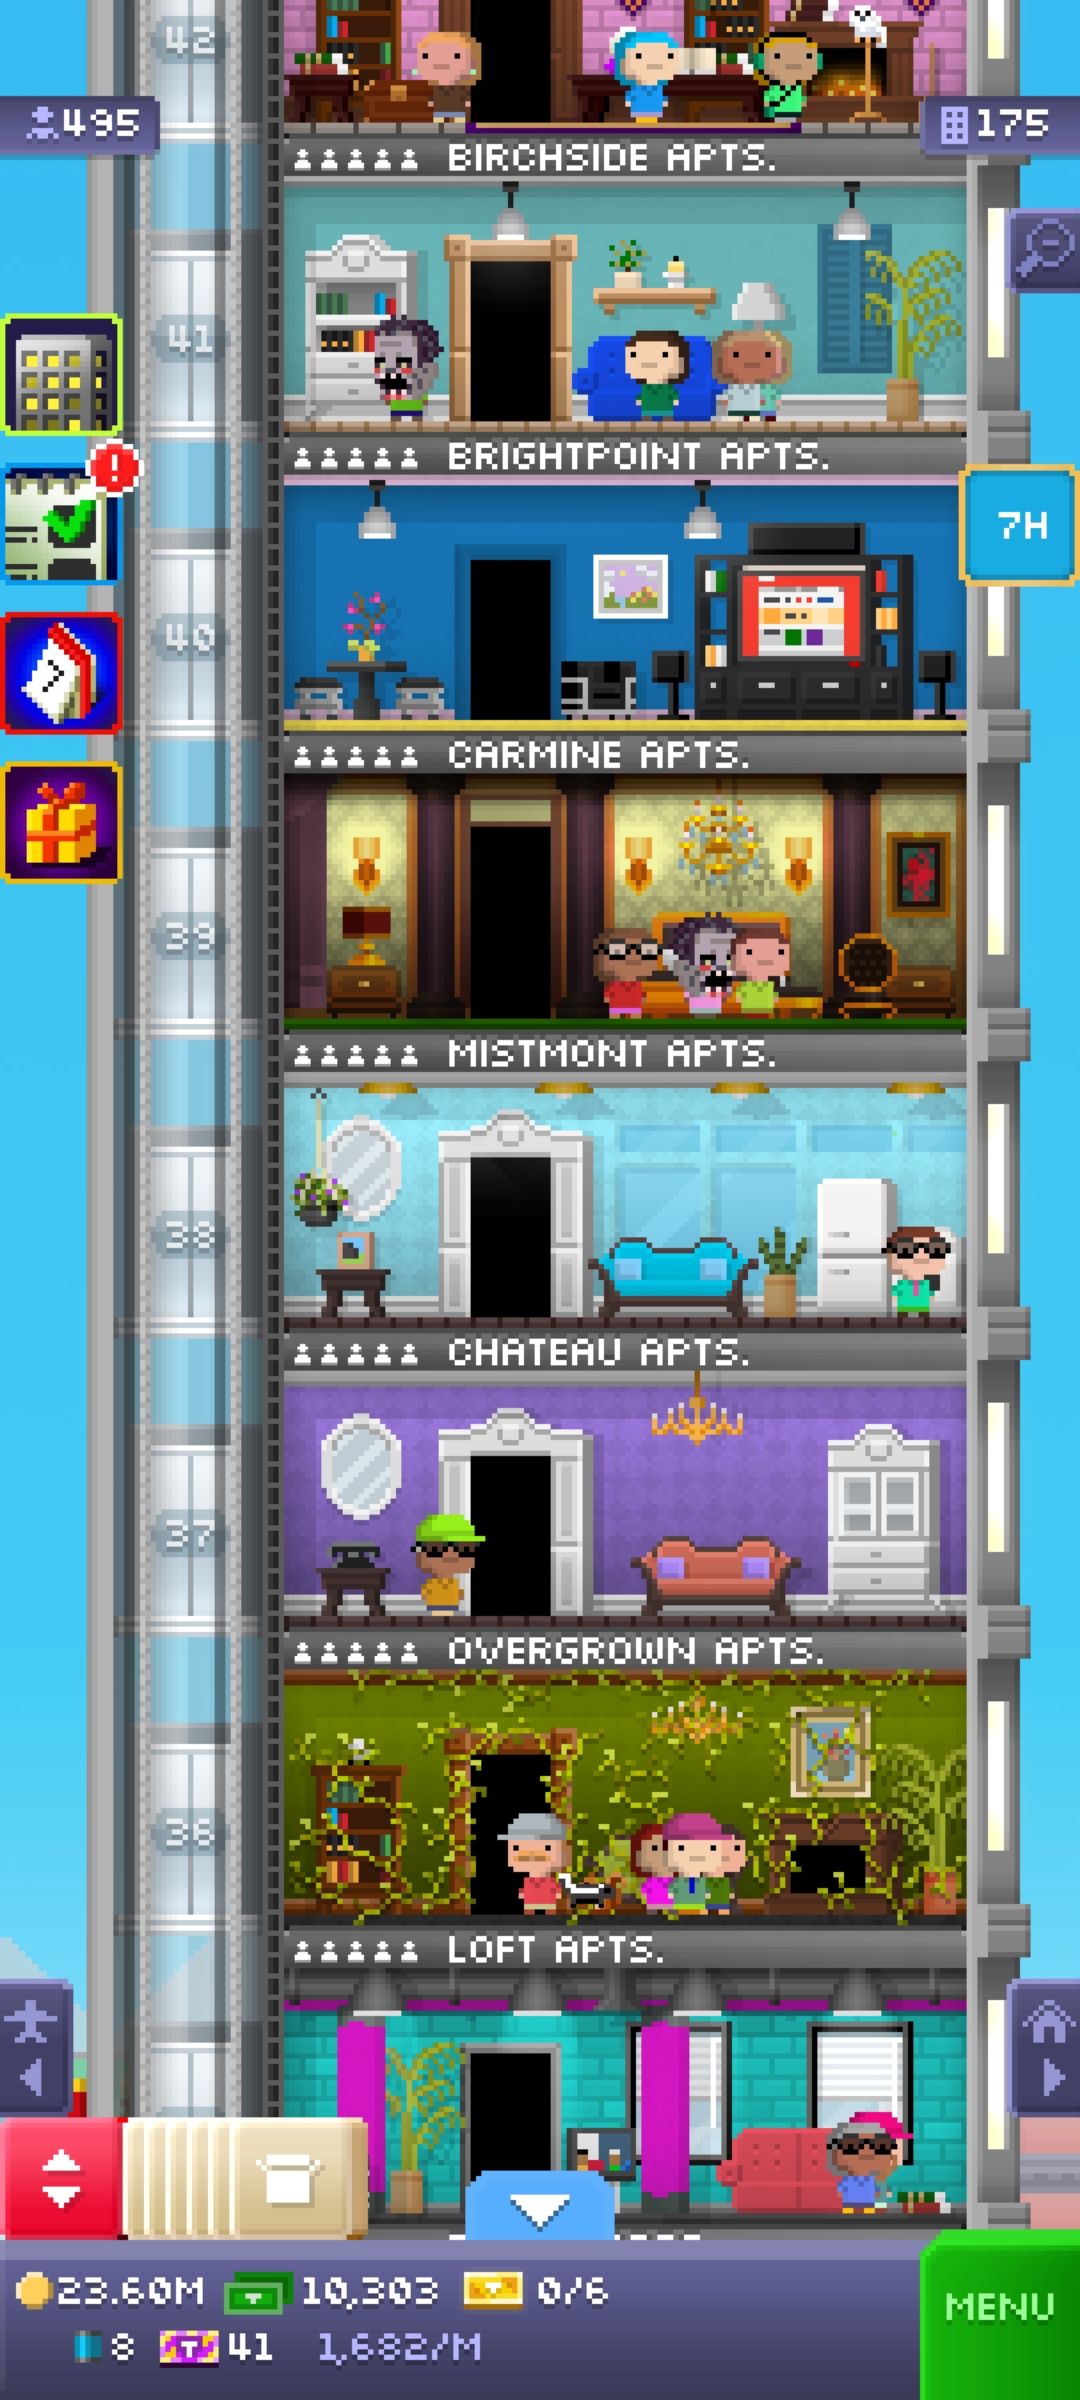 42
495
175
BIRCHSIDE APTS.
41
BRIGHTPOINT APTS.
7H
40
CARMINE APTS.
39
MISTMONT APTS.
38
CHATEAU APTS.
37
OVERGROWN APTS.
36
LOFT APTS.
23.60M 10,303 0/6
MENU
8 41 1,682/M